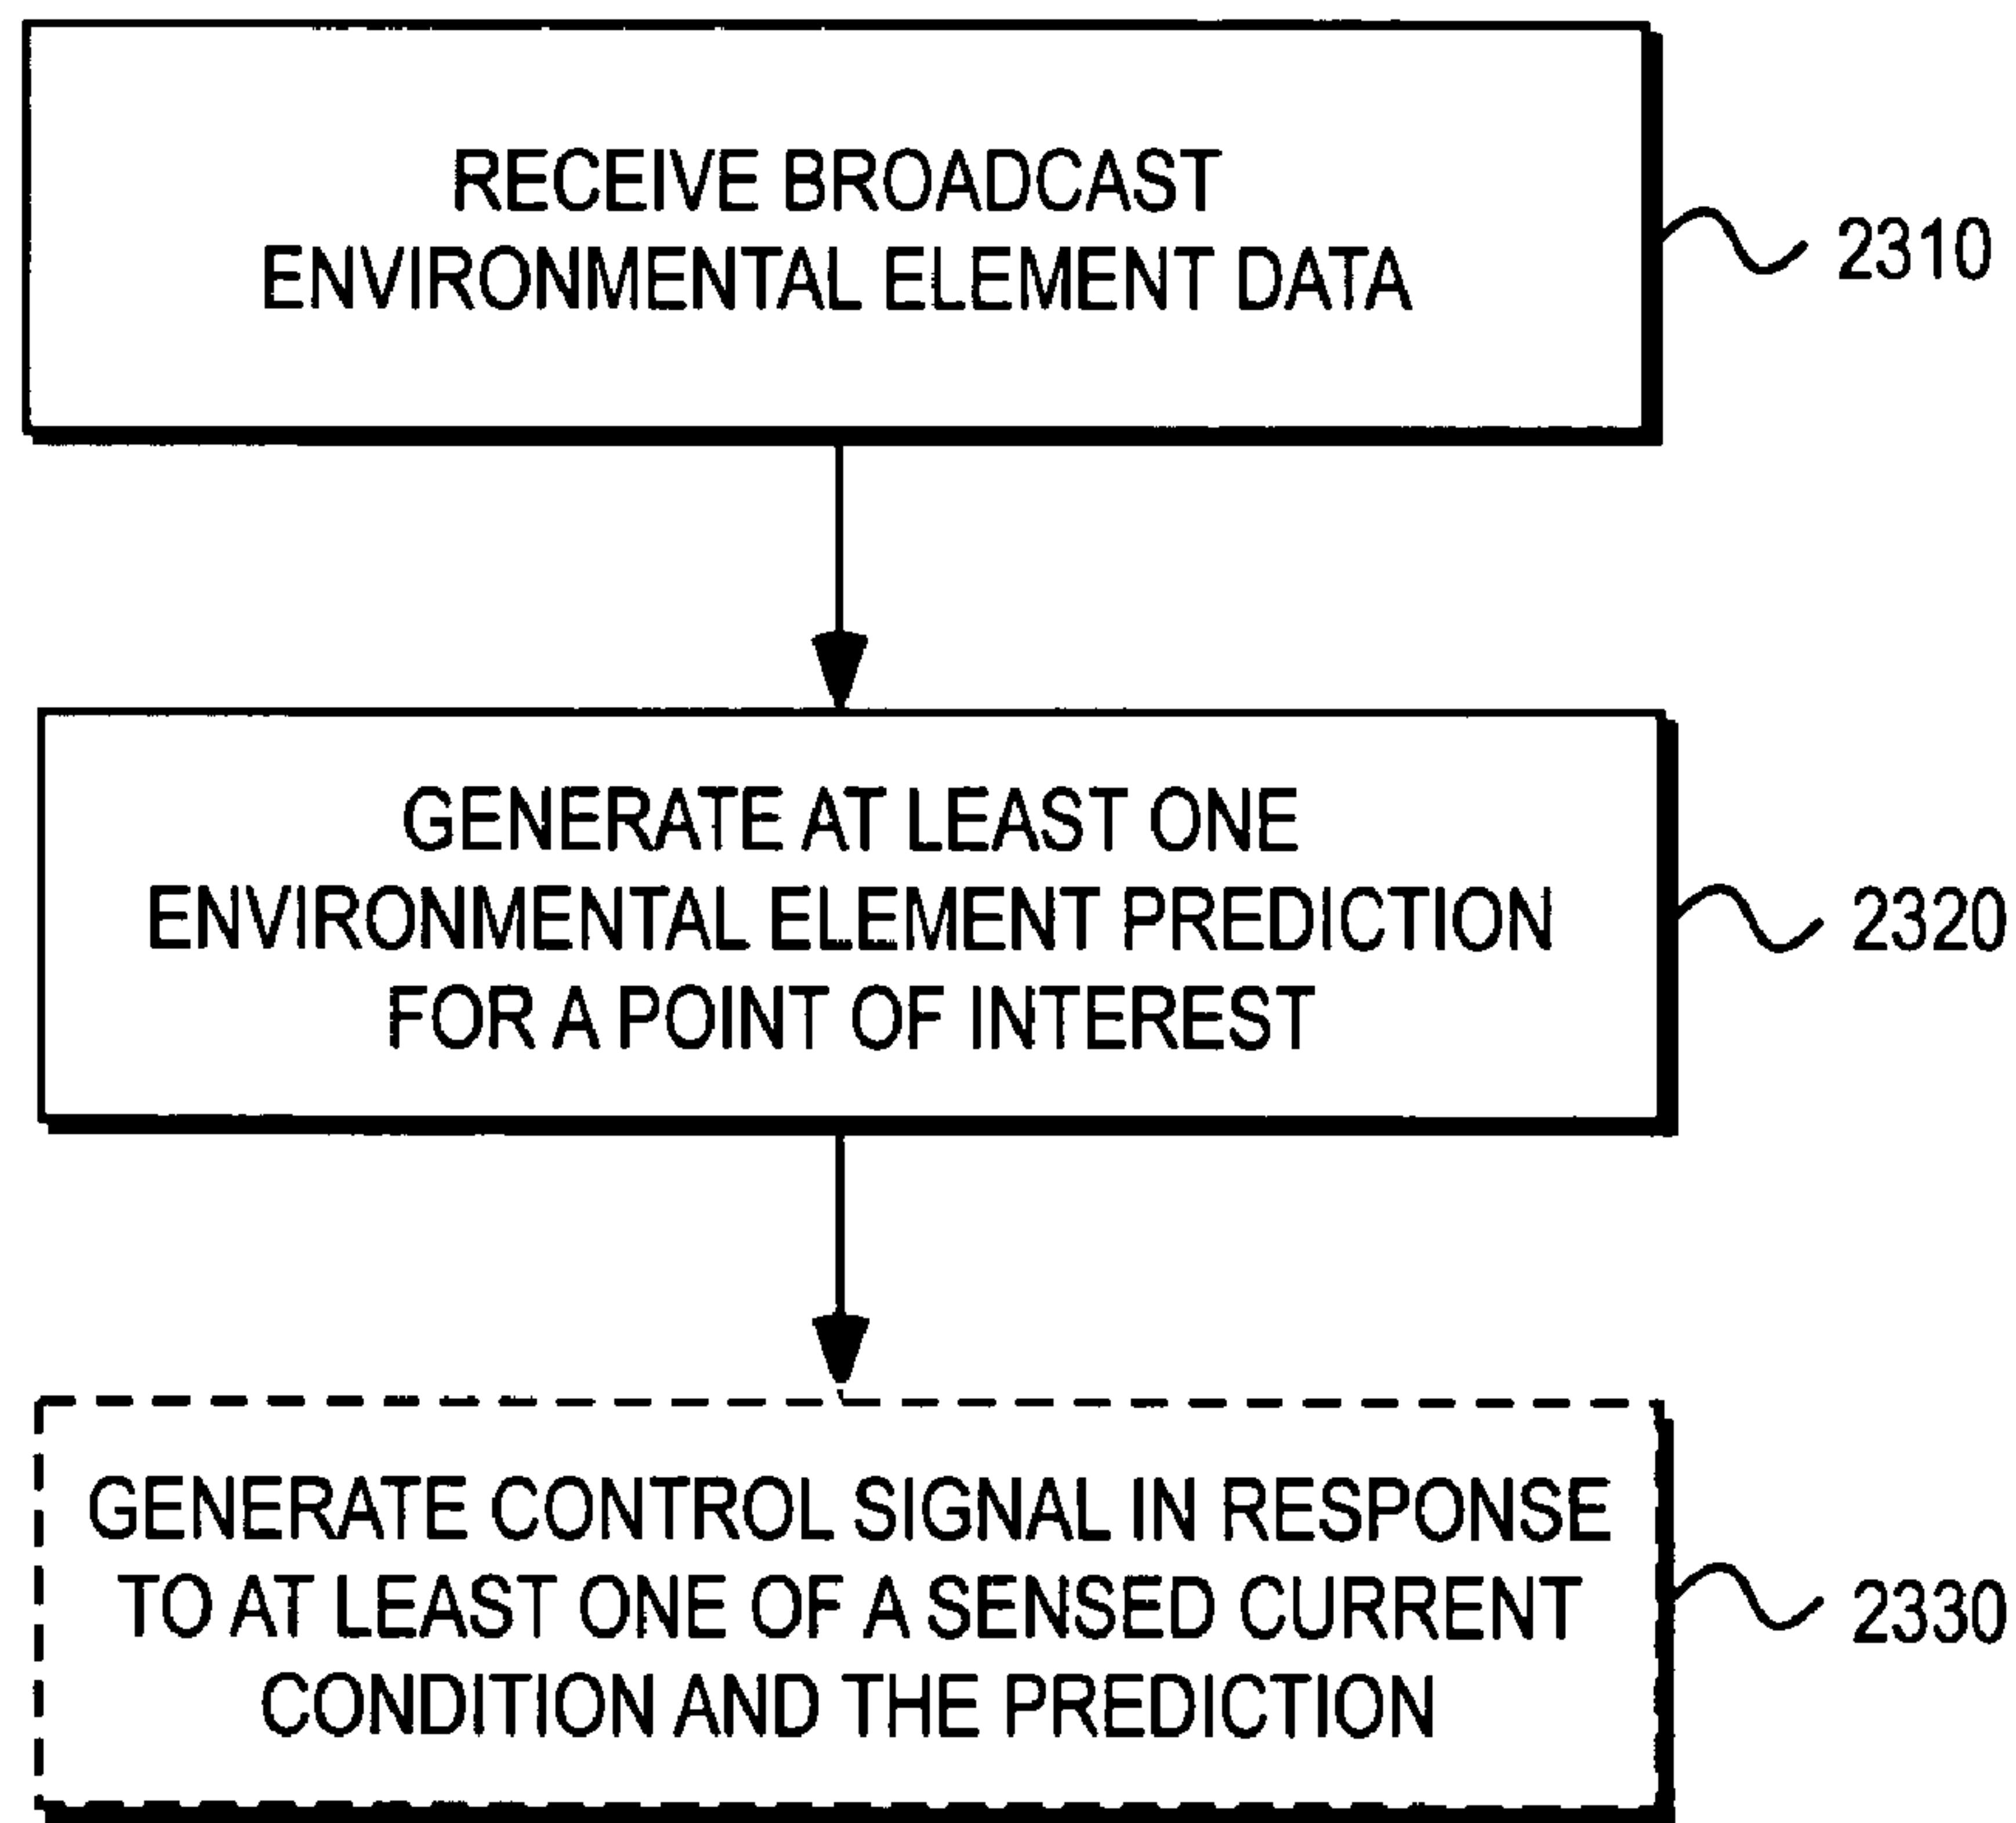 RECEIVE BROADCAST
ENVIRONMENTAL ELEMENT DATA
2310
GENERATE AT LEAST ONE
ENVIRONMENTAL ELEMENT PREDICTION
FOR A POINT OF INTEREST
2320
GENERATE CONTROL SIGNAL IN RESPONSE
TO AT LEAST ONE OF A SENSED CURRENT
CONDITION AND THE PREDICTION
2330